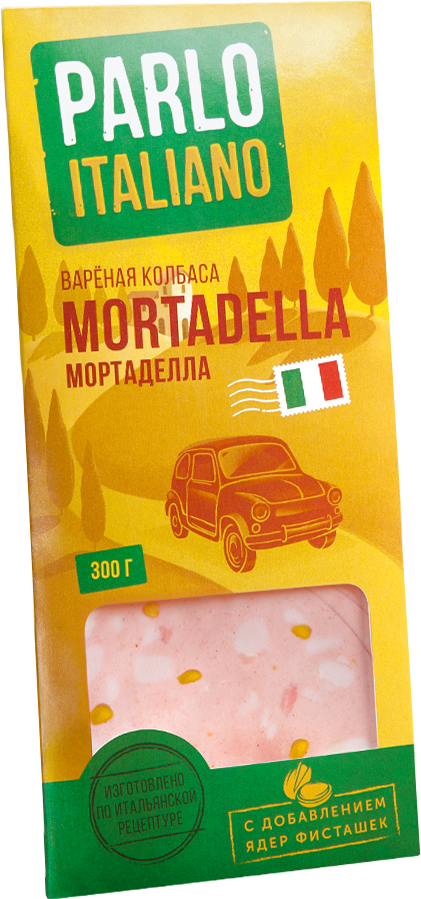 PARLO
ITALIANO
ВАРЁНАЯ КОЛБАСА
MORTADELLA
МОРТАДЕЛЛА
300 Г
ИЗГОТОВЛЕНО
ПО ИТАЛЬЯНСКОЙ
РЕЦЕПТУРЕ
С ДОБАВЛЕНИЕМ
ЯДЕР ФИСТАШЕК